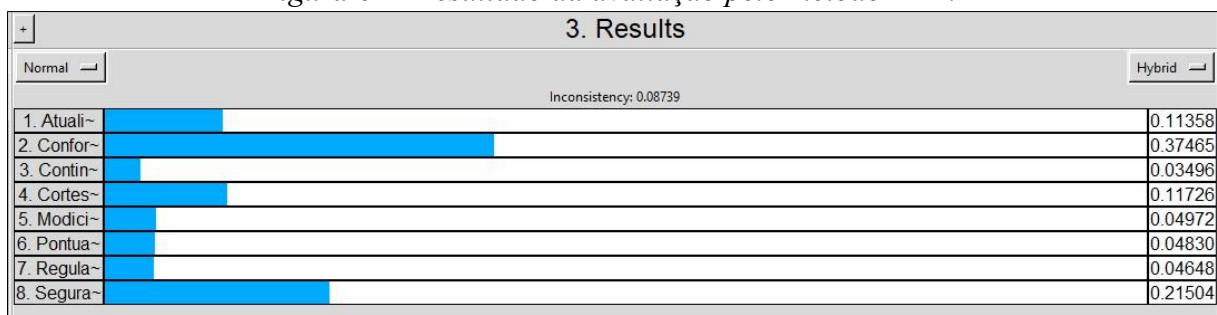 + 3. Results
Normal Hybrid
Inconsistency: 0.08739
1. Atuali~ 0.11358
2. Confor~ 0.37465
3. Contin~ 0.03496
4. Cortes~ 0.11726
5. Modici~ 0.04972
6. Pontua~ 0.04830
7. Regula~ 0.04648
8. Segura~ 0.21504